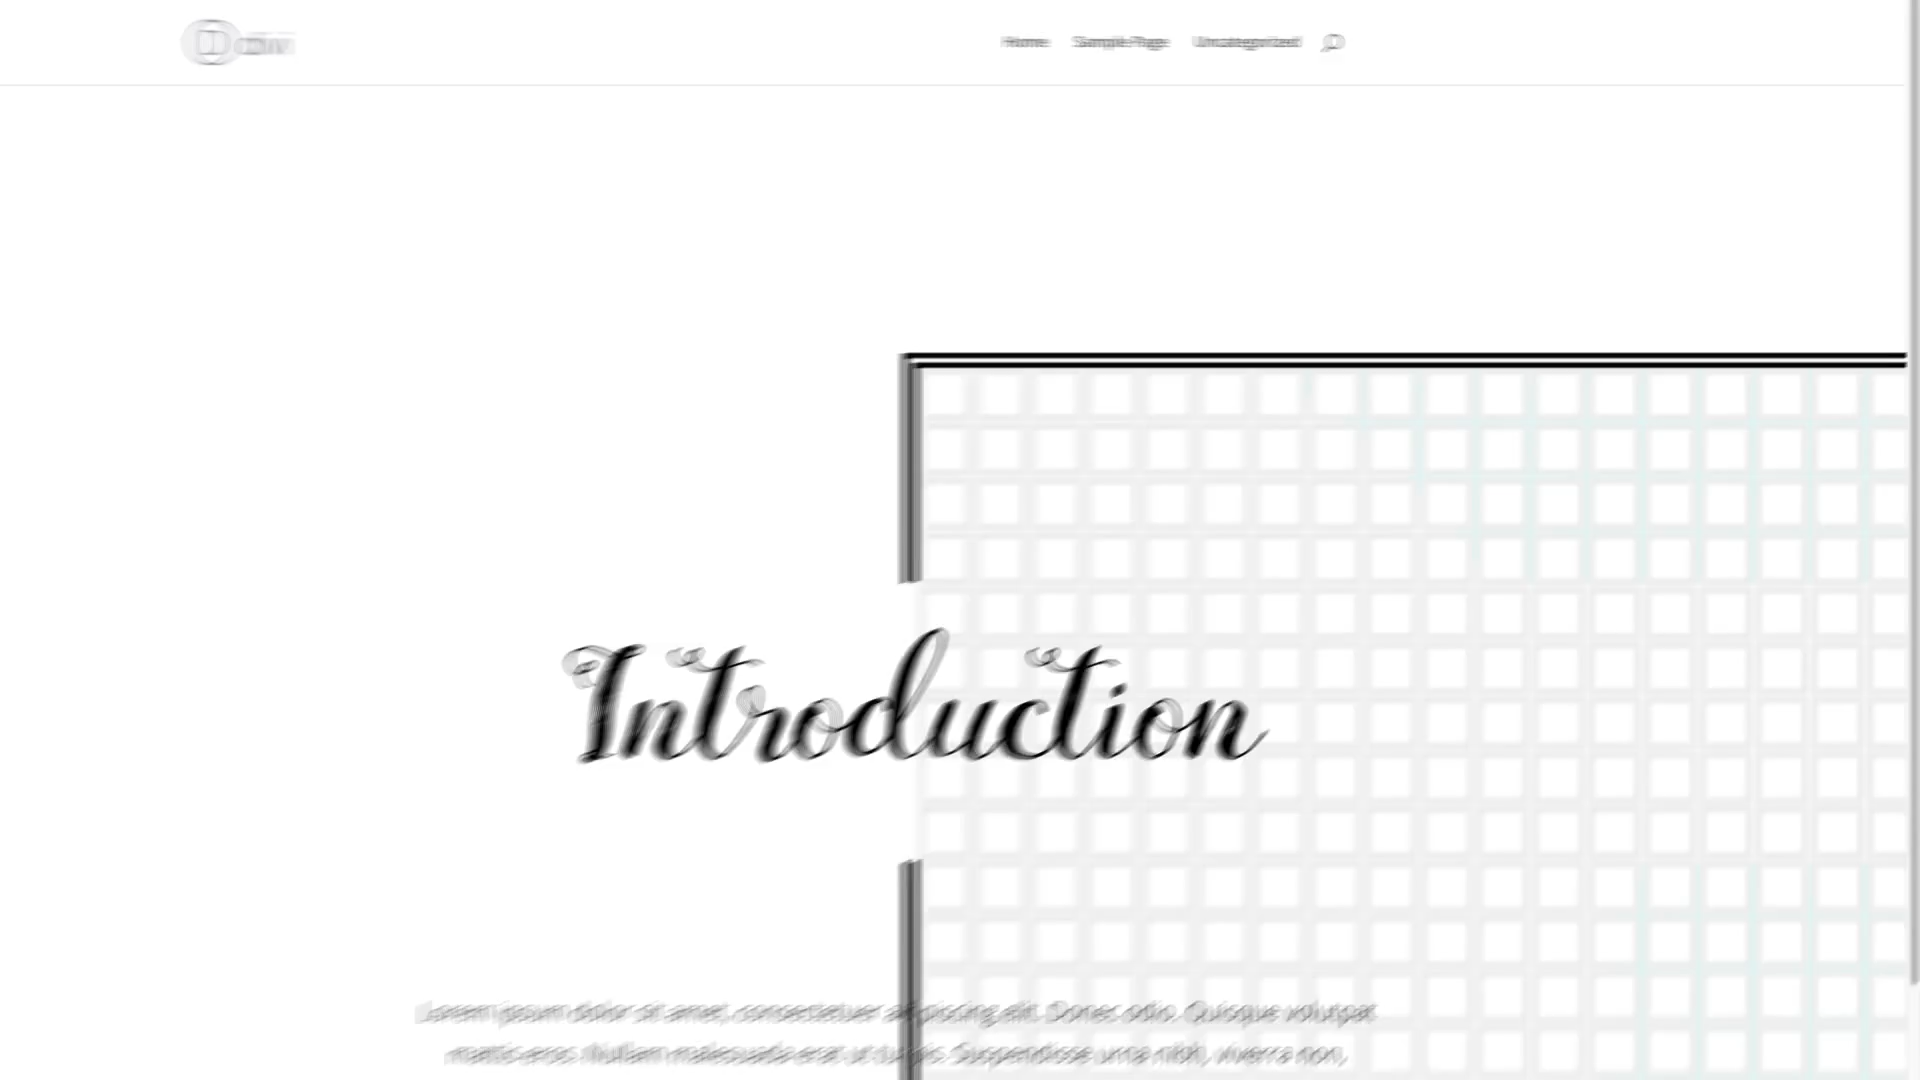 Home Sample Page Uncategorized
Introduction
Lorem ipsum dolor sit amet, consectetuer adipiscing elit. Donec odio. Quisque volutpat
mattis eros. Nullam malesuada erat ut turpis. Suspendisse urna nibh, viverra non,